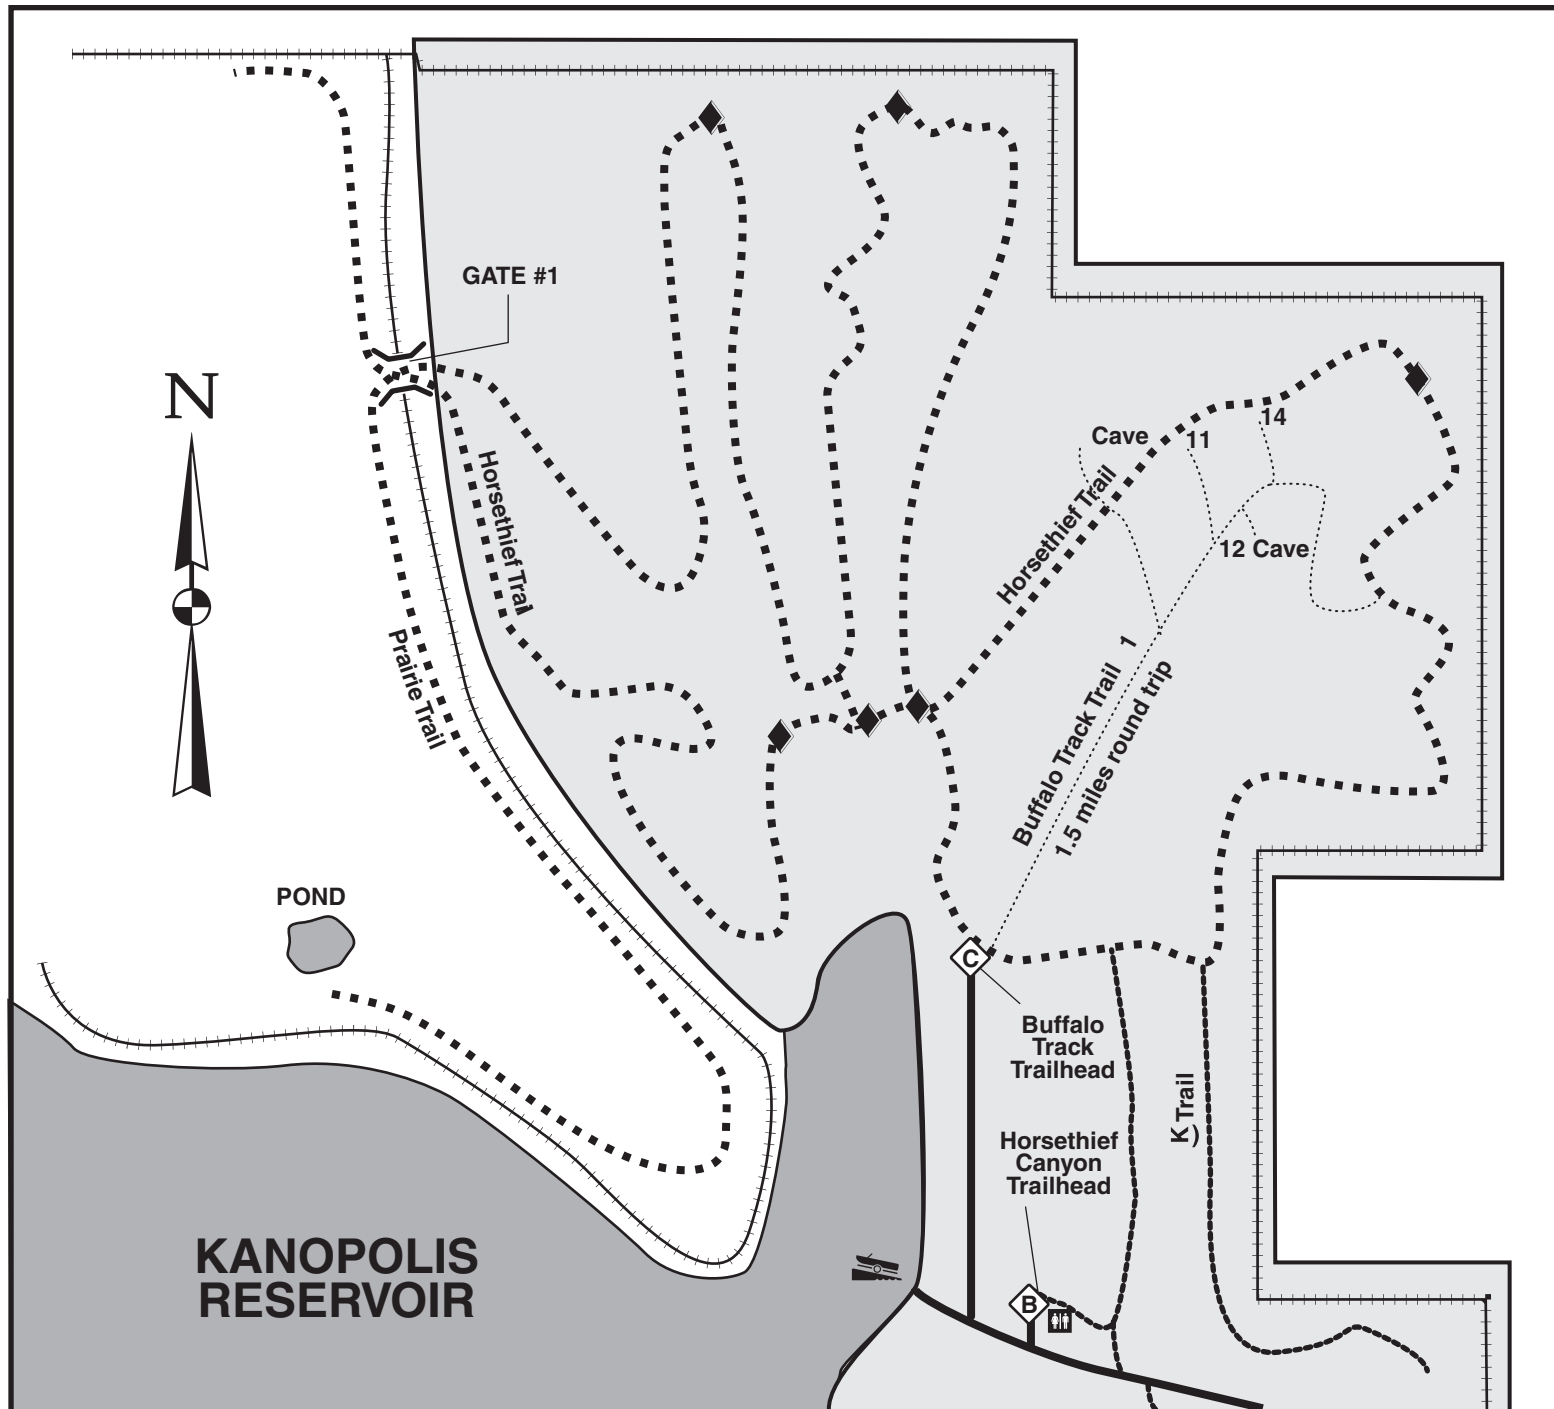 GATE #1
N
14
Cave
11
Horsethief Trail
Horsethief Trail
12 Cave
Prairie Trail
Buffalo Track Trail 1
1.5 miles round trip
POND
C
Buffalo
Track
Trailhead
K Trail
Horsethief
Canyon
Trailhead
KANOPOLIS
RESERVOIR
B